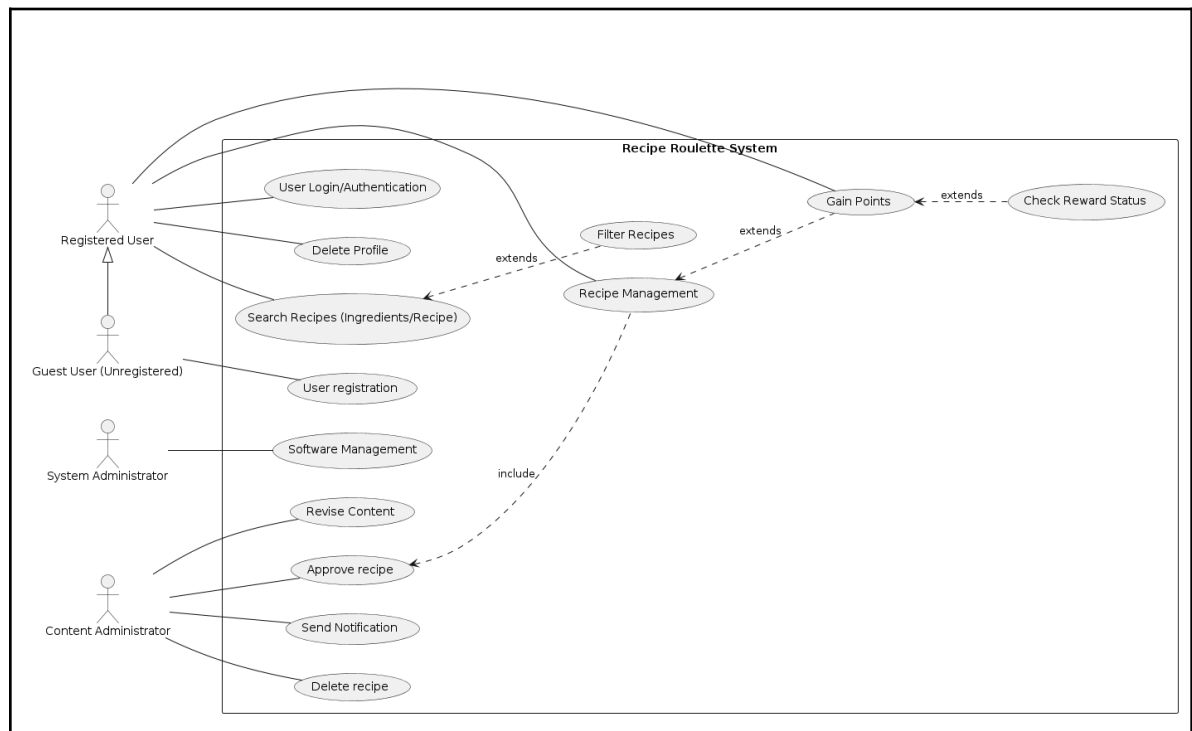 Recipe Roulette System
User Login/Authentication
Gain Points
extends
Check Reward Status
Registered User
Delete Profile
Filter Recipes
extends
extends
Search Recipes (Ingredients/Recipe)
Recipe Management
Guest User (Unregistered)
User registration
System Administrator
Software Management
include
Revise Content
Approve recipe
Content Administrator
Send Notification
Delete recipe